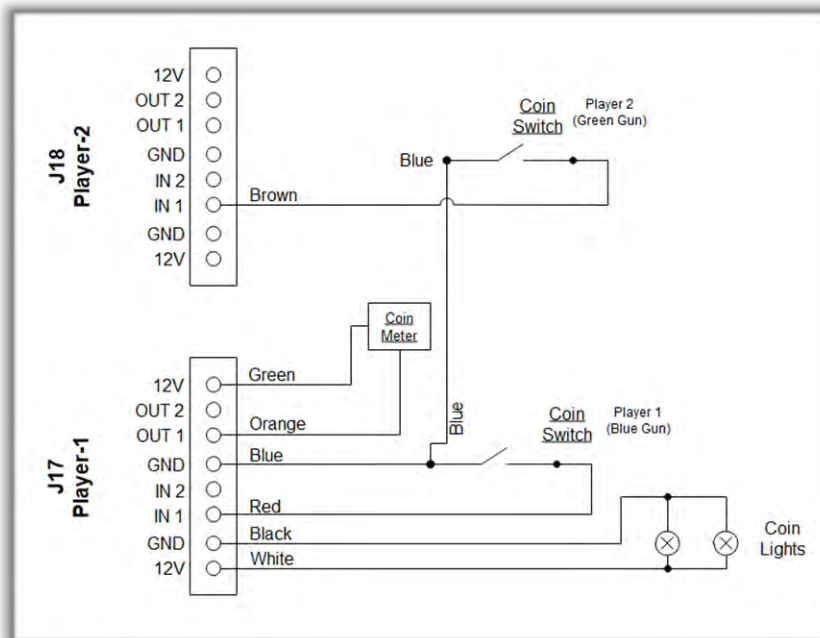 J18
Player-2
12V
OUT 2
OUT 1
GND
IN 2
IN 1
GND
12V
Brown
Blue
Coin
Switch
Player 2
(Green Gun)
Coin
Meter
J17
Player-1
12V
OUT 2
OUT 1
GND
IN 2
IN 1
GND
12V
Green
Orange
Blue
Red
Black
White
Blue
Coin
Switch
Player 1
(Blue Gun)
Coin
Lights